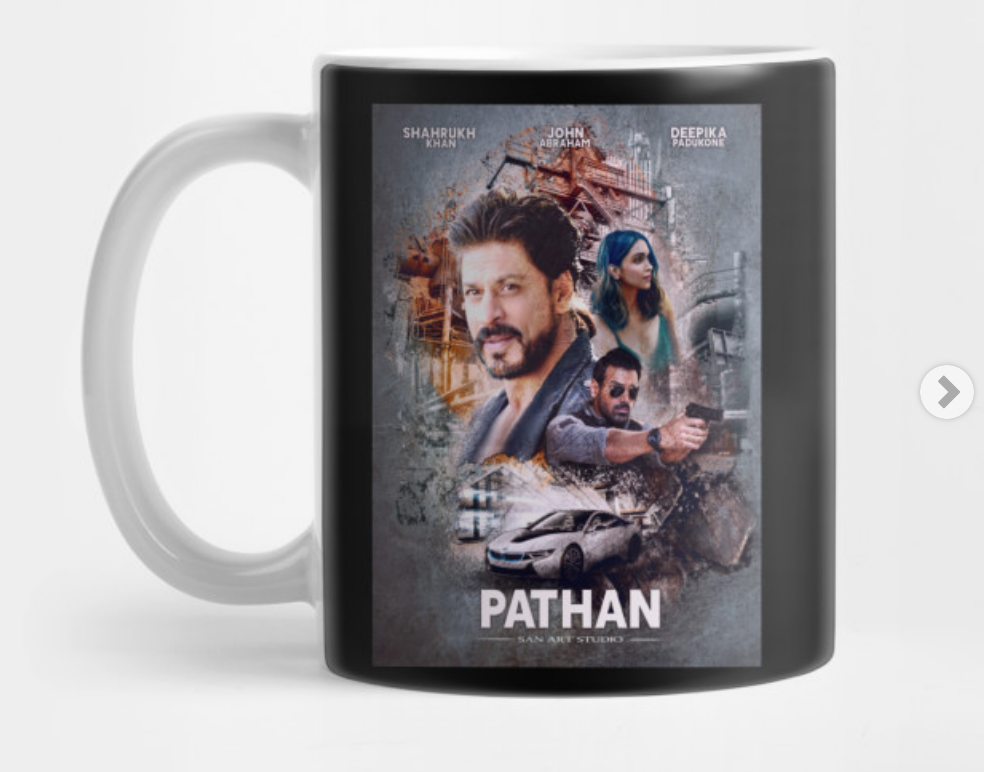 SHAHRUKH
KHAN
JOHN
ABRAHAM
DEEPIKA
PADUKONE
PATHAN
SAN ART STUDIO